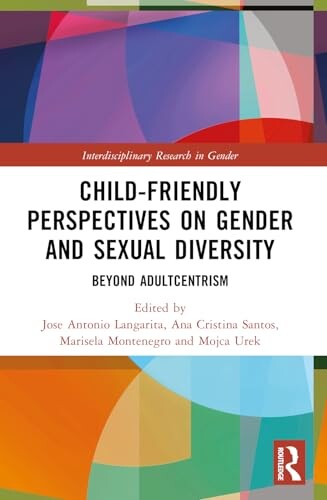 Interdisciplinary Research in Gender
CHILD-FRIENDLY
PERSPECTIVES ON GENDER
AND SEXUAL DIVERSITY
BEYOND ADULTCENTRISM
Edited by
Jose Antonio Langarita, Ana Cristina Santos,
Marisela Montenegro and Mojca Urek
ROUTLEDGE